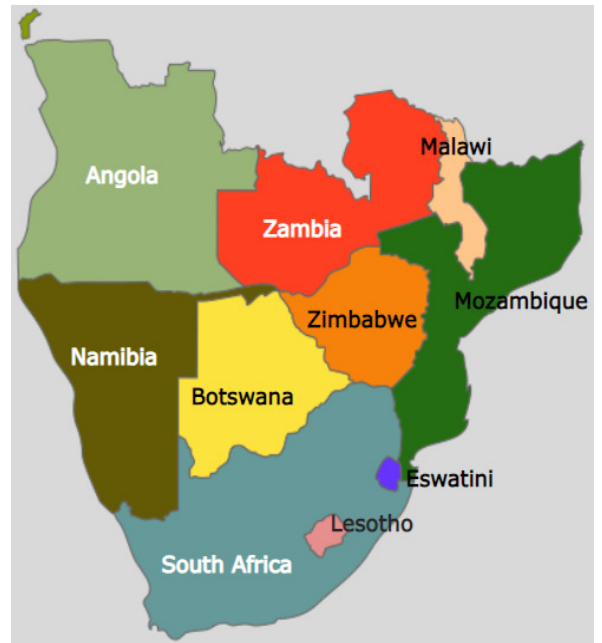 Malawi
Angola
Zambia
Mozambique
Zimbabwe
Namibia
Botswana
Eswatini
Lesotho
South Africa